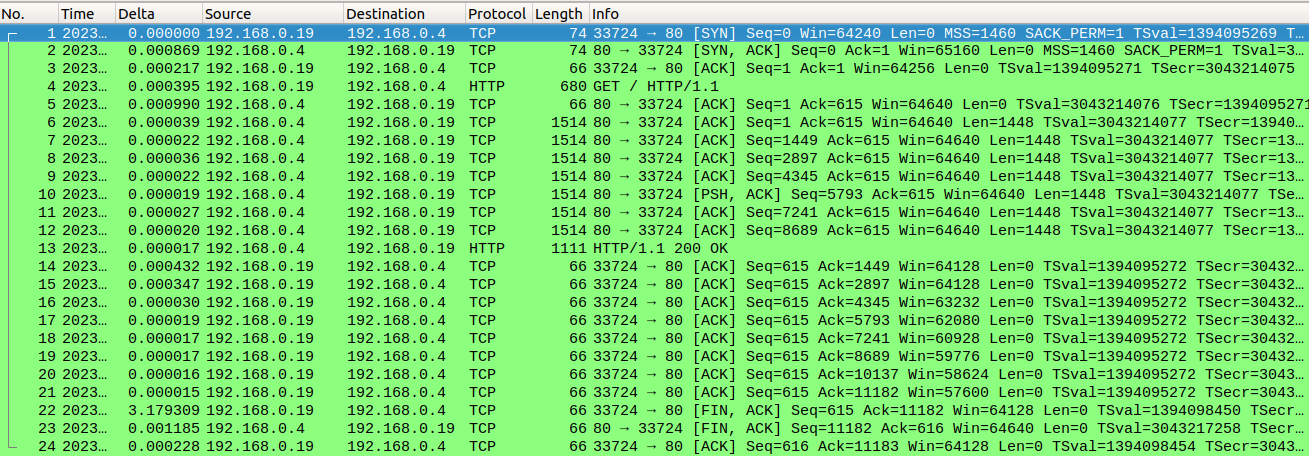 No. Time Delta Source Destination Protocol Length Info
1 2023… 0.000000 192.168.0.19 192.168.0.4 TCP 74 33724 → 80 [SYN] Seq=0 Win=64240 Len=0 MSS=1460 SACK_PERM=1 TSval=1394095269 T…
2 2023… 0.000869 192.168.0.4 192.168.0.19 TCP 74 80 → 33724 [SYN, ACK] Seq=0 Ack=1 Win=65160 Len=0 MSS=1460 SACK_PERM=1 TSval=3…
3 2023… 0.000217 192.168.0.19 192.168.0.4 TCP 66 33724 → 80 [ACK] Seq=1 Ack=1 Win=64256 Len=0 TSval=1394095271 TSecr=3043214075
4 2023… 0.000395 192.168.0.19 192.168.0.4 HTTP 680 GET / HTTP/1.1
5 2023… 0.000990 192.168.0.4 192.168.0.19 TCP 66 80 → 33724 [ACK] Seq=1 Ack=615 Win=64640 Len=0 TSval=3043214076 TSecr=1394095271
6 2023… 0.000039 192.168.0.4 192.168.0.19 TCP 1514 80 → 33724 [ACK] Seq=1 Ack=615 Win=64640 Len=1448 TSval=3043214077 TSecr=13940…
7 2023… 0.000022 192.168.0.4 192.168.0.19 TCP 1514 80 → 33724 [ACK] Seq=1449 Ack=615 Win=64640 Len=1448 TSval=3043214077 TSecr=13…
8 2023… 0.000036 192.168.0.4 192.168.0.19 TCP 1514 80 → 33724 [ACK] Seq=2897 Ack=615 Win=64640 Len=1448 TSval=3043214077 TSecr=13…
9 2023… 0.000022 192.168.0.4 192.168.0.19 TCP 1514 80 → 33724 [ACK] Seq=4345 Ack=615 Win=64640 Len=1448 TSval=3043214077 TSecr=13…
10 2023… 0.000019 192.168.0.4 192.168.0.19 TCP 1514 80 → 33724 [PSH, ACK] Seq=5793 Ack=615 Win=64640 Len=1448 TSval=3043214077 TSe…
11 2023… 0.000027 192.168.0.4 192.168.0.19 TCP 1514 80 → 33724 [ACK] Seq=7241 Ack=615 Win=64640 Len=1448 TSval=3043214077 TSecr=13…
12 2023… 0.000020 192.168.0.4 192.168.0.19 TCP 1514 80 → 33724 [ACK] Seq=8689 Ack=615 Win=64640 Len=1448 TSval=3043214077 TSecr=13…
13 2023… 0.000017 192.168.0.4 192.168.0.19 HTTP 1111 HTTP/1.1 200 OK
14 2023… 0.000432 192.168.0.19 192.168.0.4 TCP 66 33724 → 80 [ACK] Seq=615 Ack=1449 Win=64128 Len=0 TSval=1394095272 TSecr=30432…
15 2023… 0.000347 192.168.0.19 192.168.0.4 TCP 66 33724 → 80 [ACK] Seq=615 Ack=2897 Win=64128 Len=0 TSval=1394095272 TSecr=30432…
16 2023… 0.000030 192.168.0.19 192.168.0.4 TCP 66 33724 → 80 [ACK] Seq=615 Ack=4345 Win=63232 Len=0 TSval=1394095272 TSecr=30432…
17 2023… 0.000019 192.168.0.19 192.168.0.4 TCP 66 33724 → 80 [ACK] Seq=615 Ack=5793 Win=62080 Len=0 TSval=1394095272 TSecr=30432…
18 2023… 0.000017 192.168.0.19 192.168.0.4 TCP 66 33724 → 80 [ACK] Seq=615 Ack=7241 Win=60928 Len=0 TSval=1394095272 TSecr=30432…
19 2023… 0.000017 192.168.0.19 192.168.0.4 TCP 66 33724 → 80 [ACK] Seq=615 Ack=8689 Win=59776 Len=0 TSval=1394095272 TSecr=30432…
20 2023… 0.000016 192.168.0.19 192.168.0.4 TCP 66 33724 → 80 [ACK] Seq=615 Ack=10137 Win=58624 Len=0 TSval=1394095272 TSecr=3043…
21 2023… 0.000015 192.168.0.19 192.168.0.4 TCP 66 33724 → 80 [ACK] Seq=615 Ack=11182 Win=57600 Len=0 TSval=1394095272 TSecr=3043…
22 2023… 3.179309 192.168.0.19 192.168.0.4 TCP 66 33724 → 80 [FIN, ACK] Seq=615 Ack=11182 Win=64128 Len=0 TSval=1394098450 TSecr…
23 2023… 0.001185 192.168.0.4 192.168.0.19 TCP 66 80 → 33724 [FIN, ACK] Seq=11182 Ack=616 Win=64640 Len=0 TSval=3043217258 TSecr…
24 2023… 0.000228 192.168.0.19 192.168.0.4 TCP 66 33724 → 80 [ACK] Seq=616 Ack=11183 Win=64128 Len=0 TSval=1394098454 TSecr=3043…